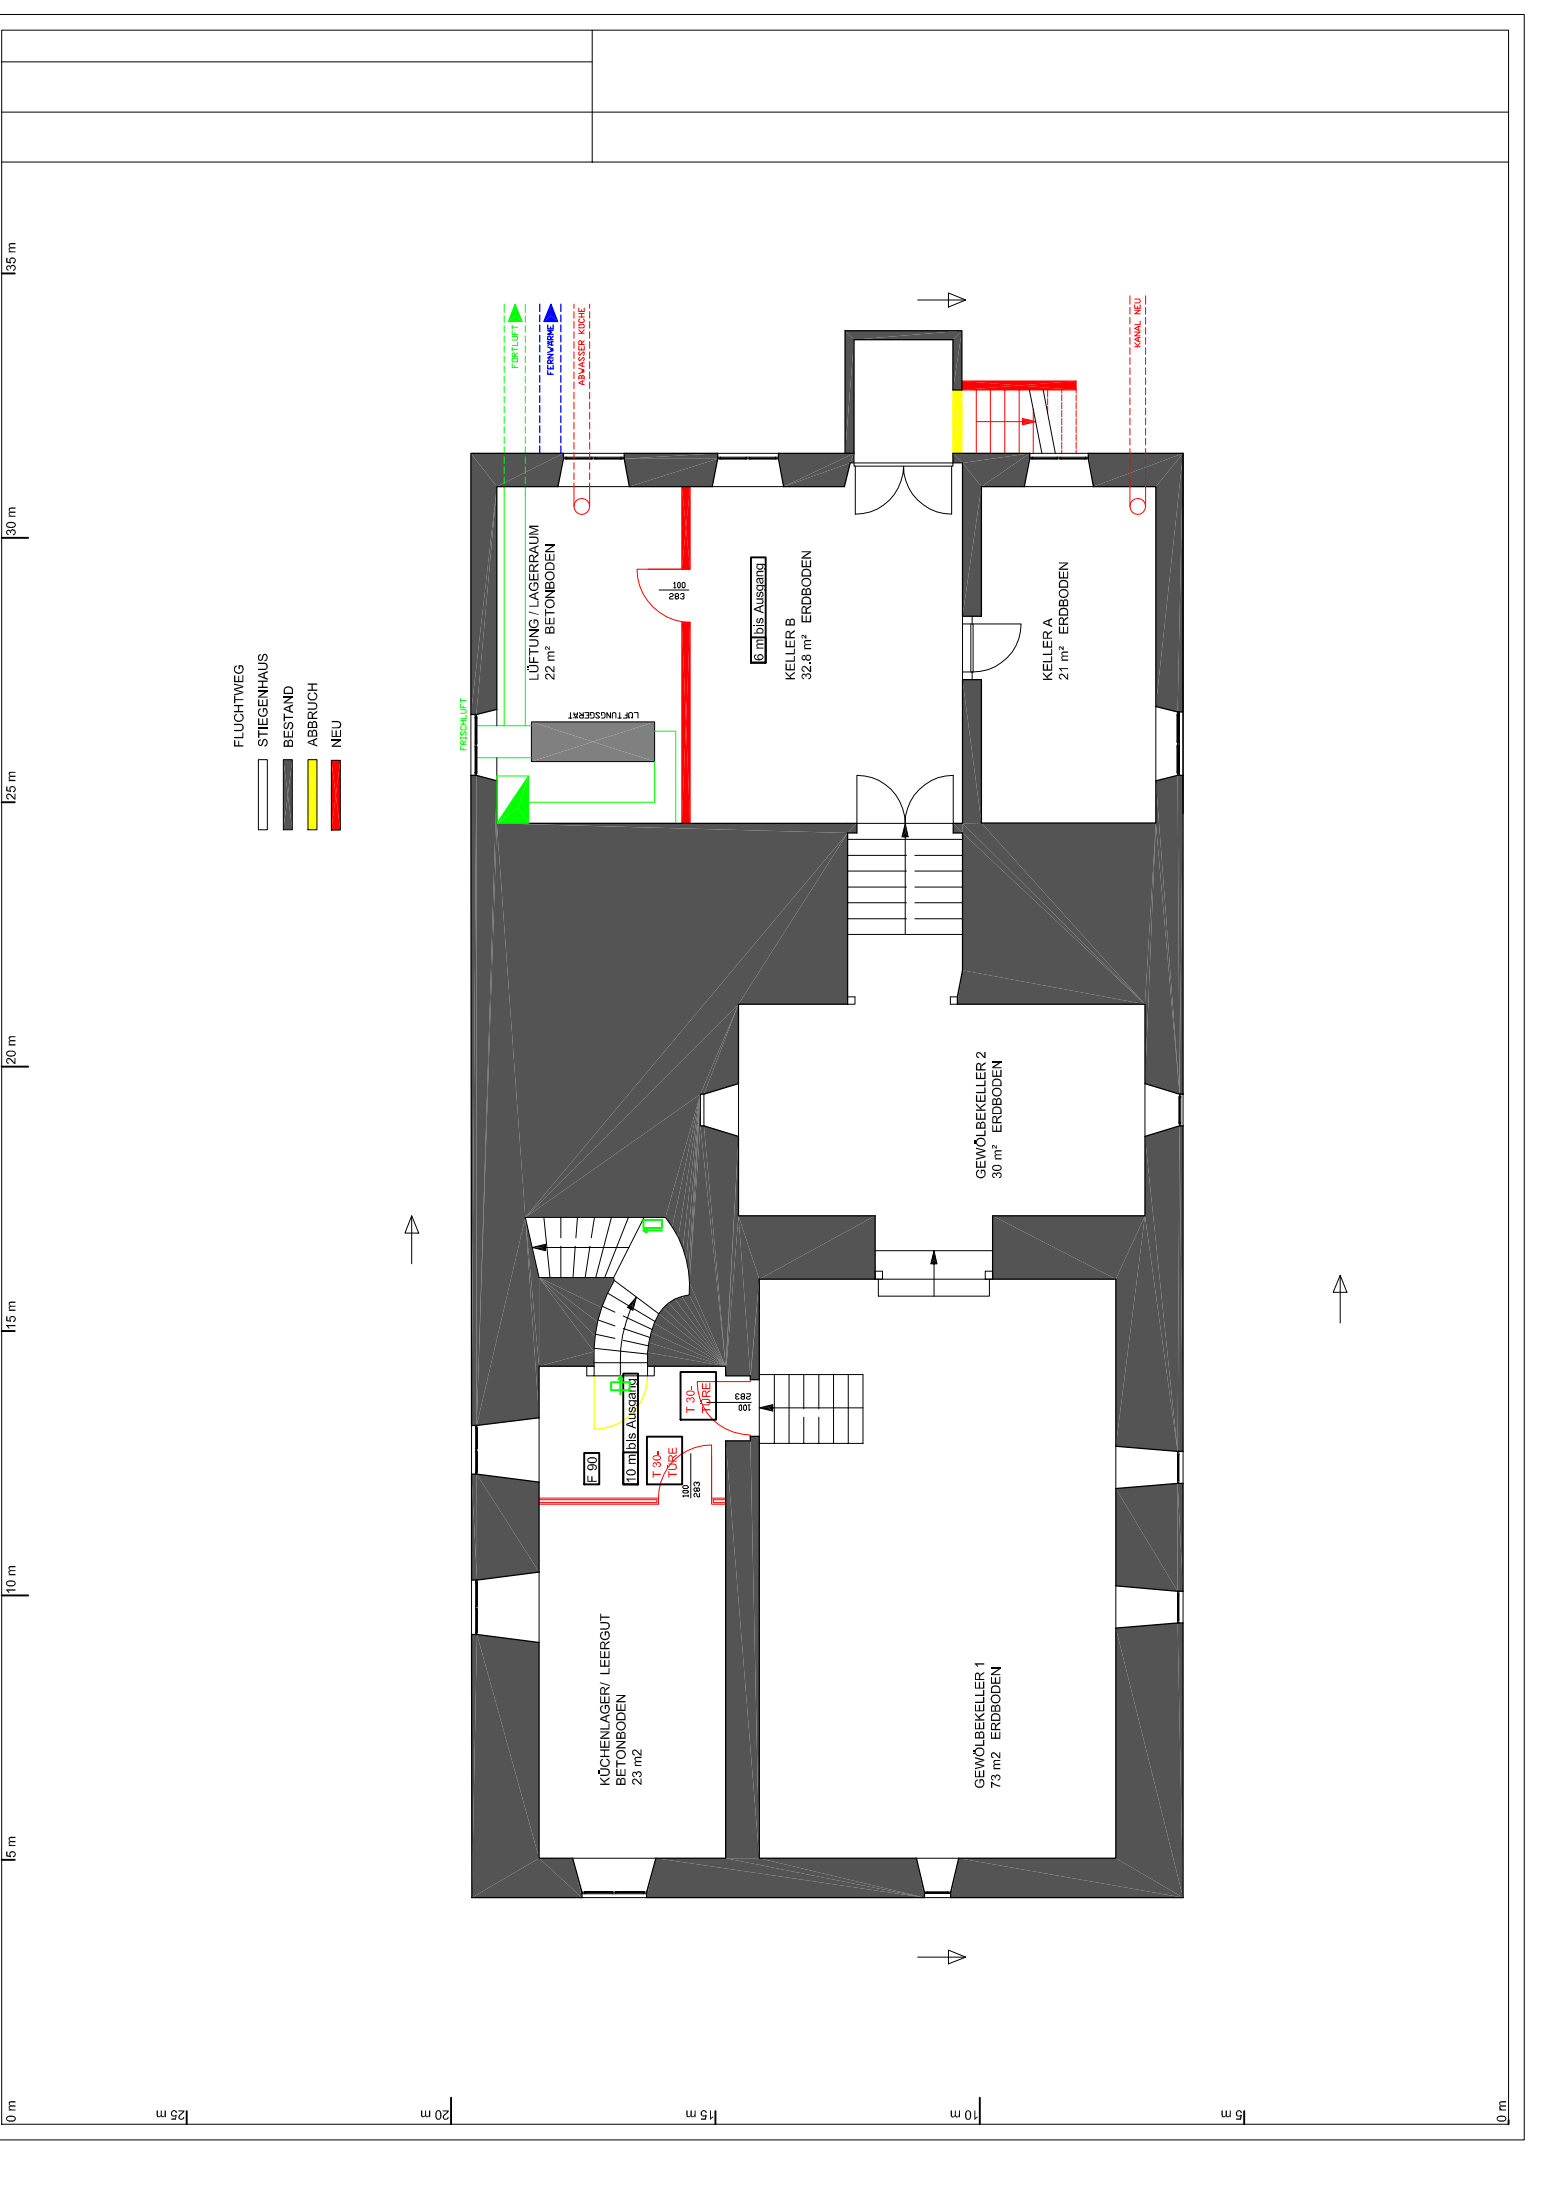 FLUCHTWEG
STIEGENHAUS
BESTAND
ABBRUCH
NEU
FRISCHLUFT
FORTLUFT
FERNWÄRME
ABWASSER KÜCHE
KANAL NEU
LÜFTUNG / LAGERRAUM
22 m² BETONBODEN
LÜFTUNGSGERÄT
100
283
6 m bis Ausgang
KELLER B
32.8 m² ERDBODEN
KELLER A
21 m² ERDBODEN
GEWÖLBEKELLER 2
30 m² ERDBODEN
F 90
10 m bis Ausgang
T 30-
TÜRE
100
283
T 30-
TÜRE
100
283
KÜCHENLAGER/ LEERGUT
BETONBODEN
23 m2
GEWÖLBEKELLER 1
73 m2 ERDBODEN
0 m
5 m
10 m
15 m
20 m
25 m
30 m
35 m
25 m
20 m
15 m
10 m
5 m
0 m